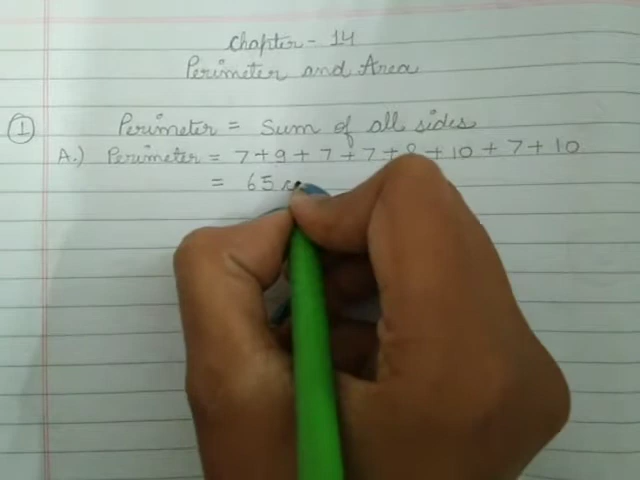 Chapter - 14
Perimeter and Area
1 Perimeter = Sum of all sides
A.) Perimeter = 7 + 9 + 7 + 7 + 8 + 10 + 7 + 10
= 65